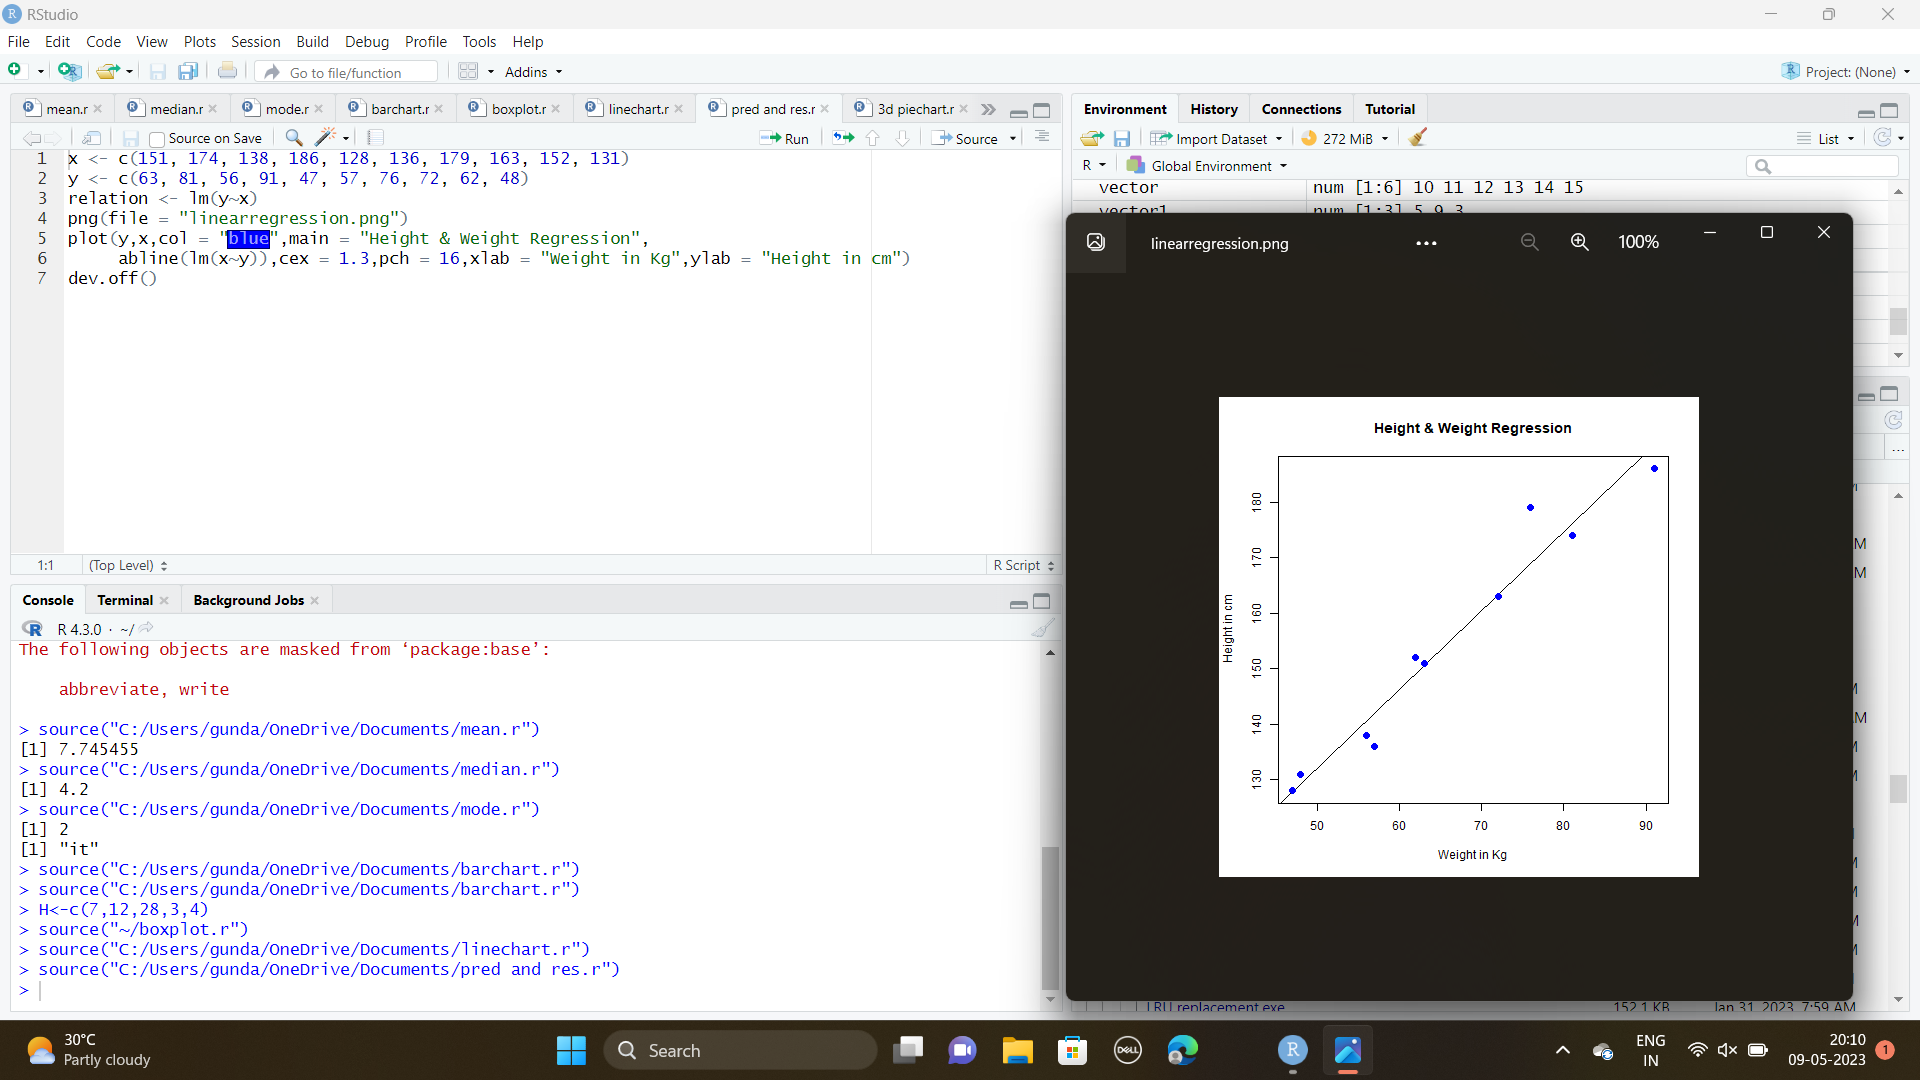 RStudio
File Edit Code View Plots Session Build Debug Profile Tools Help
Go to file/function Addins Project: (None)
mean.r median.r mode.r barchart.r boxplot.r linechart.r pred and res.r 3d piechart.r
Source on Save Run Source
1 x <- c(151, 174, 138, 186, 128, 136, 179, 163, 152, 131)
2 y <- c(63, 81, 56, 91, 47, 57, 76, 72, 62, 48)
3 relation <- lm(y~x)
4 png(file = "linearregression.png")
5 plot(y,x,col = "blue",main = "Height & Weight Regression",
6 abline(lm(x~y)),cex = 1.3,pch = 16,xlab = "Weight in Kg",ylab = "Height in cm")
7 dev.off()
1:1 (Top Level) R Script
Console Terminal Background Jobs
R 4.3.0 · ~/
The following objects are masked from ‘package:base’:
abbreviate, write
> source("C:/Users/gunda/OneDrive/Documents/mean.r")
[1] 7.745455
> source("C:/Users/gunda/OneDrive/Documents/median.r")
[1] 4.2
> source("C:/Users/gunda/OneDrive/Documents/mode.r")
[1] 2
[1] "it"
> source("C:/Users/gunda/OneDrive/Documents/barchart.r")
> source("C:/Users/gunda/OneDrive/Documents/barchart.r")
> H<-c(7,12,28,3,4)
> source("~/boxplot.r")
> source("C:/Users/gunda/OneDrive/Documents/linechart.r")
> source("C:/Users/gunda/OneDrive/Documents/pred and res.r")
>
Environment History Connections Tutorial
Import Dataset 272 MiB List
R Global Environment
vector num [1:6] 10 11 12 13 14 15
vector1 num [1:3] 5 9 3
linearregression.png 100%
Height & Weight Regression
Height in cm
180
170
160
150
140
130
50 60 70 80 90
Weight in Kg
LRU replacement.exe 152.1 KB Jan 31, 2023, 7:59 AM
30°C
Partly cloudy
Search
DELL
R
ENG
IN
20:10
09-05-2023
1